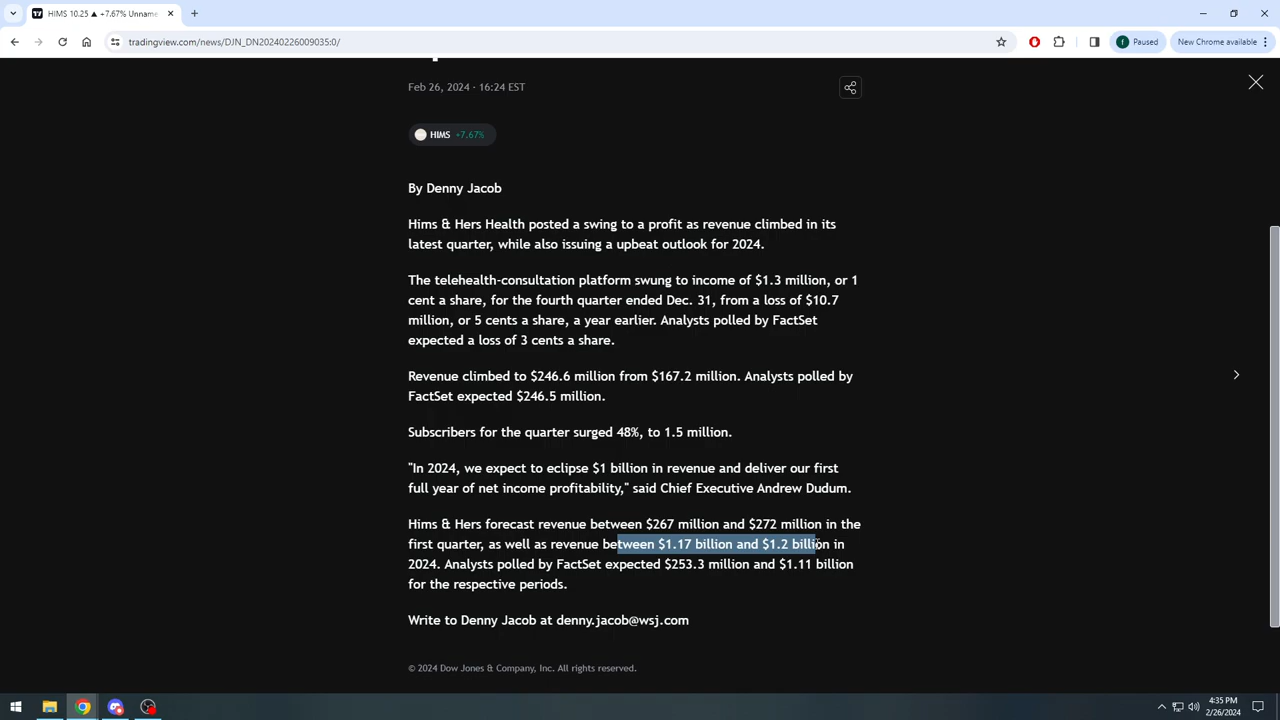 HIMS 10.25 ▲ +7.67% Unname
tradingview.com/news/DJN_DN20240226009035:0/
f Paused
New Chrome available
Feb 26, 2024 · 16:24 EST
HIMS +7.67%
By Denny Jacob
Hims & Hers Health posted a swing to a profit as revenue climbed in its
latest quarter, while also issuing a upbeat outlook for 2024.
The telehealth-consultation platform swung to income of $1.3 million, or 1
cent a share, for the fourth quarter ended Dec. 31, from a loss of $10.7
million, or 5 cents a share, a year earlier. Analysts polled by FactSet
expected a loss of 3 cents a share.
Revenue climbed to $246.6 million from $167.2 million. Analysts polled by
FactSet expected $246.5 million.
Subscribers for the quarter surged 48%, to 1.5 million.
"In 2024, we expect to eclipse $1 billion in revenue and deliver our first
full year of net income profitability," said Chief Executive Andrew Dudum.
Hims & Hers forecast revenue between $267 million and $272 million in the
first quarter, as well as revenue between $1.17 billion and $1.2 billion in
2024. Analysts polled by FactSet expected $253.3 million and $1.11 billion
for the respective periods.
Write to Denny Jacob at denny.jacob@wsj.com
© 2024 Dow Jones & Company, Inc. All rights reserved.
4:35 PM
2/26/2024